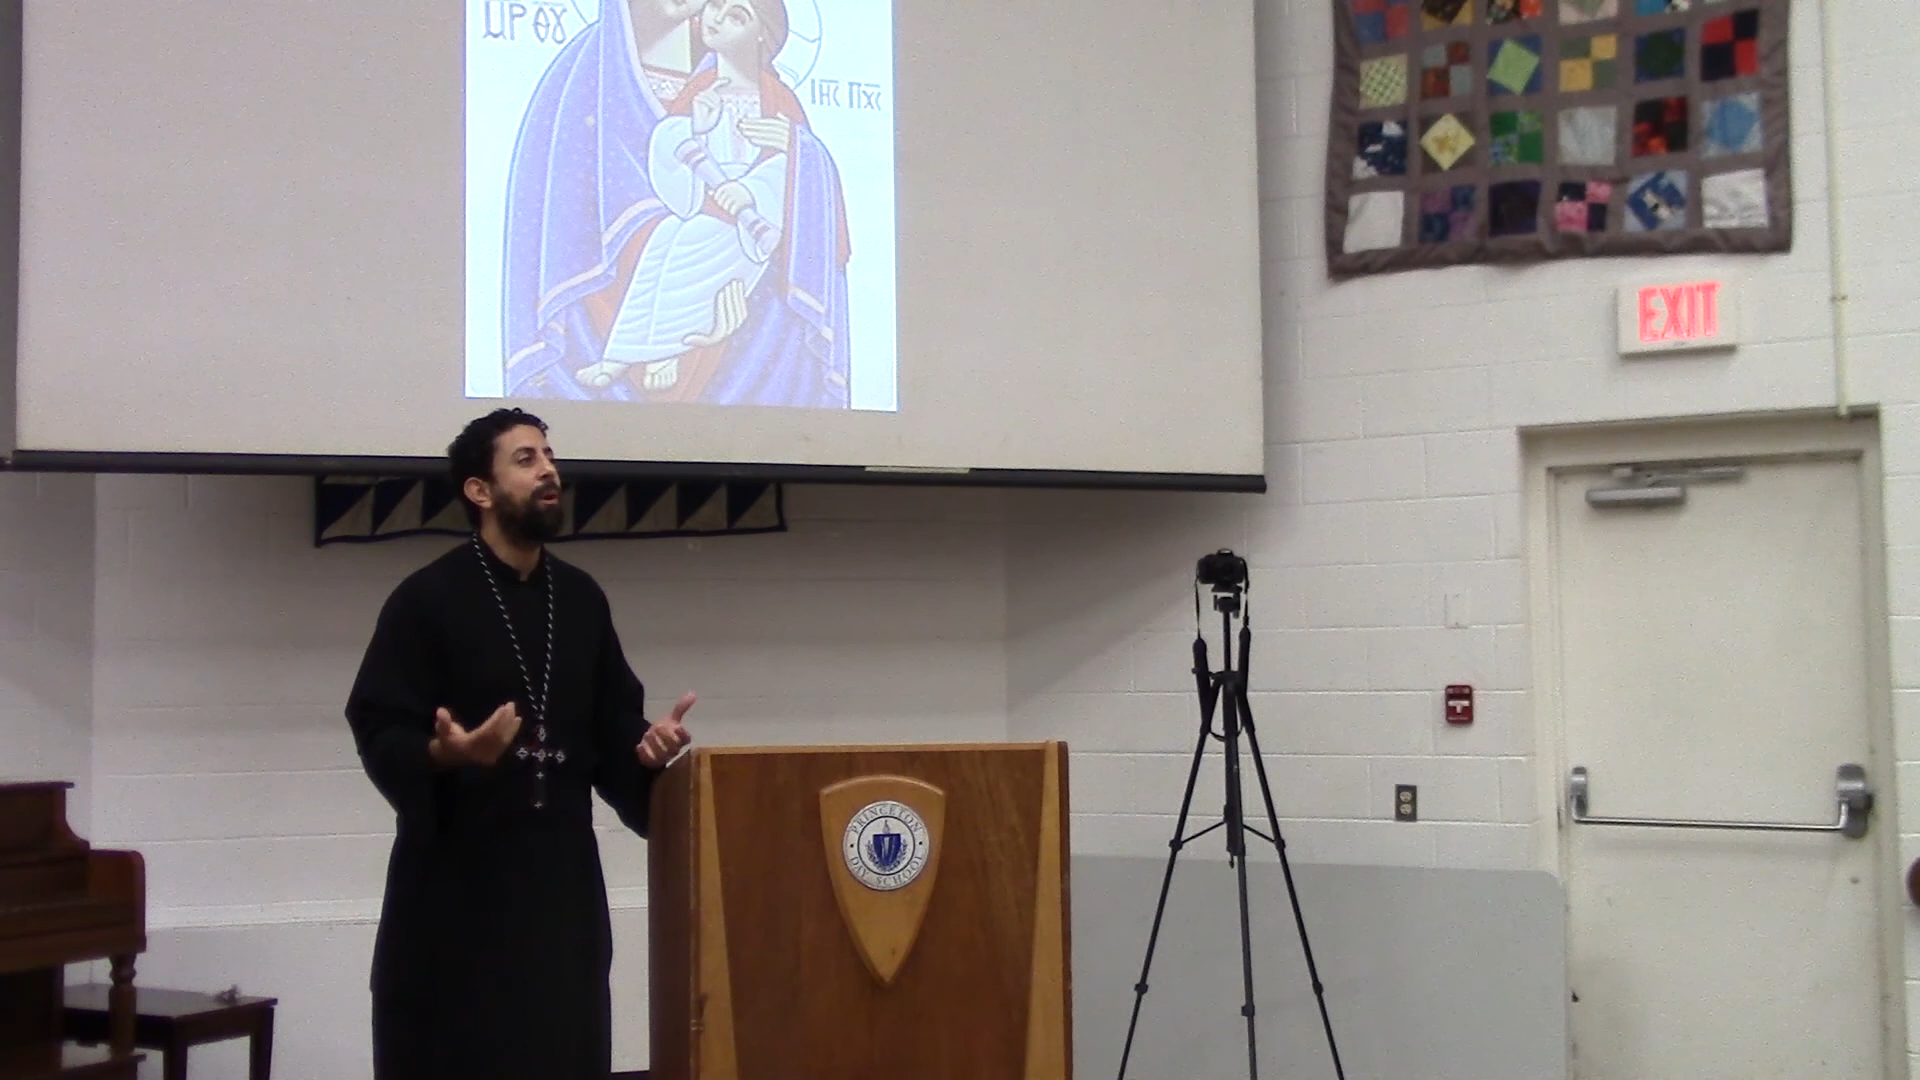 ⲘⲢ ⲐⲨ
ⲒⲎⲤ ⲠⲬⲤ
EXIT
PRINCETON
DAY SCHOOL